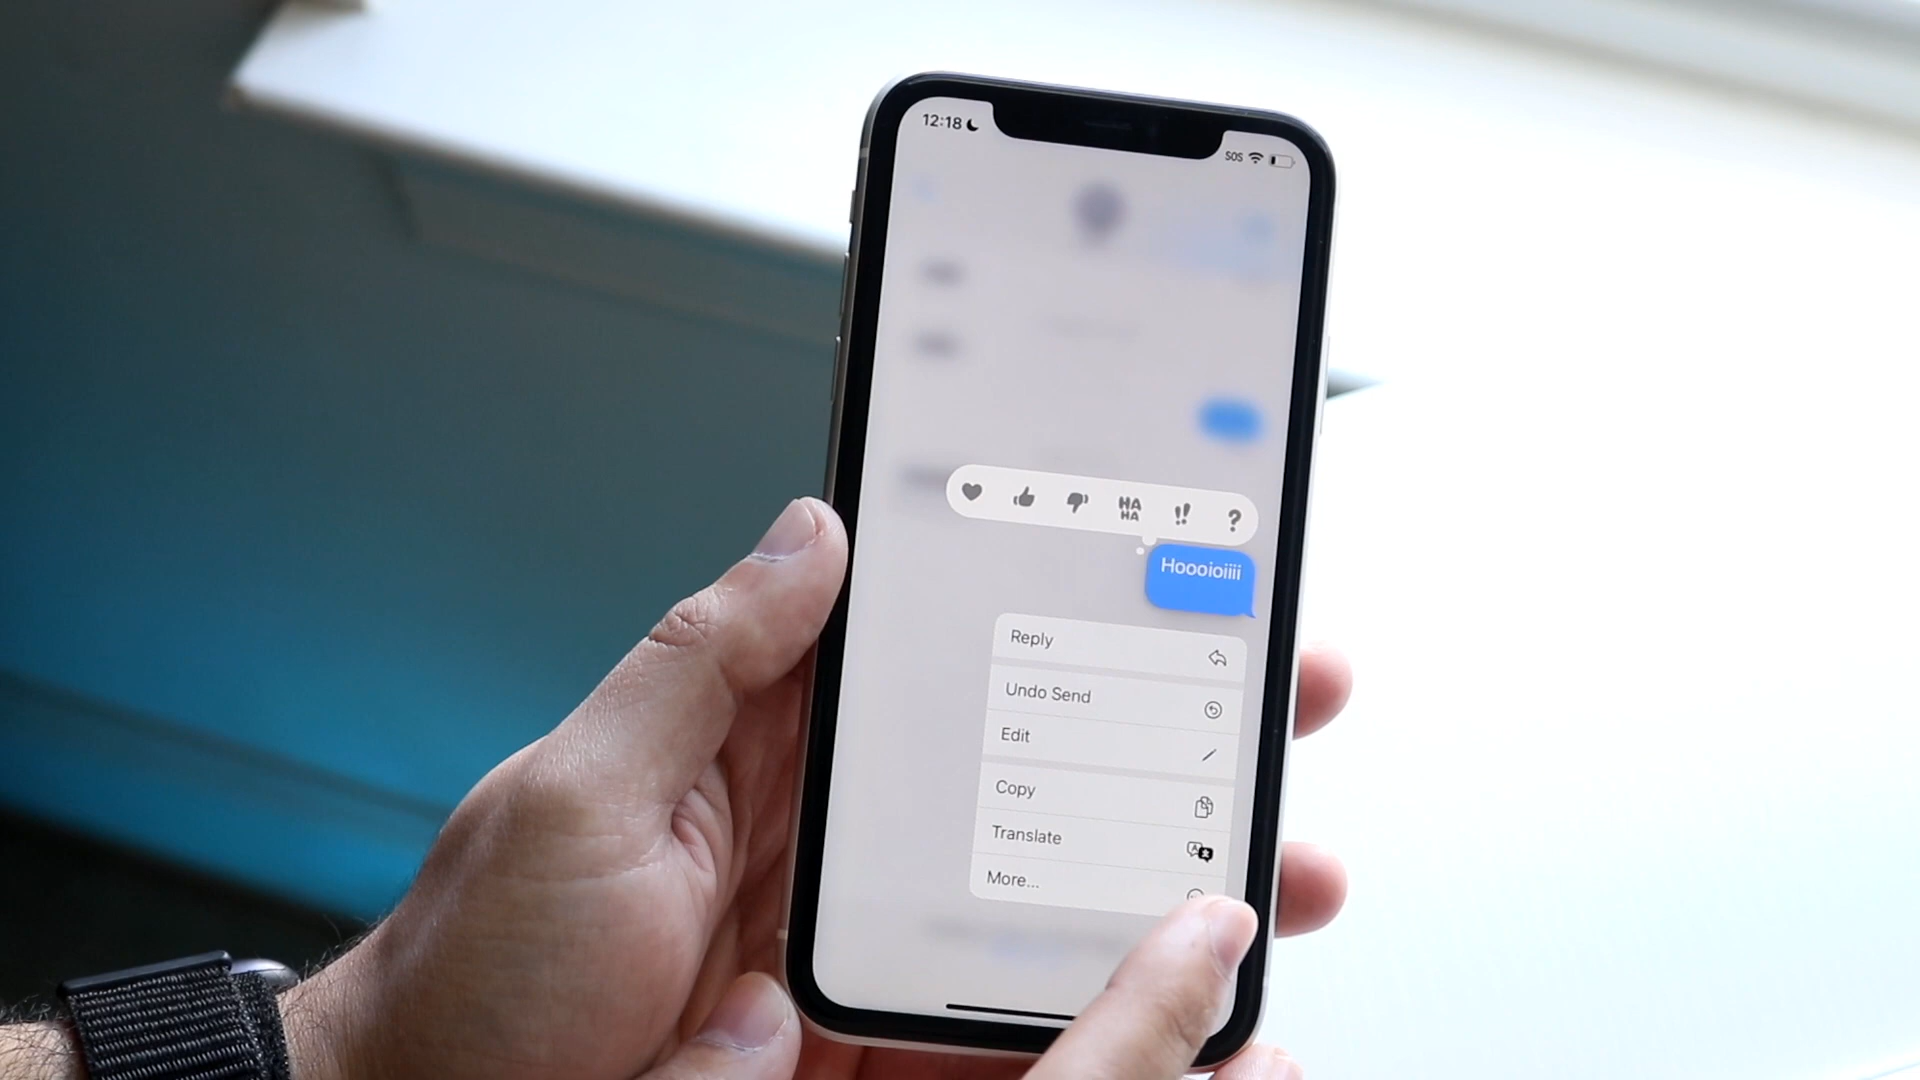 12:18
SOS
HA
HA
!!
?
Hoooioiiii
Reply
Undo Send
Edit
Copy
Translate
More...